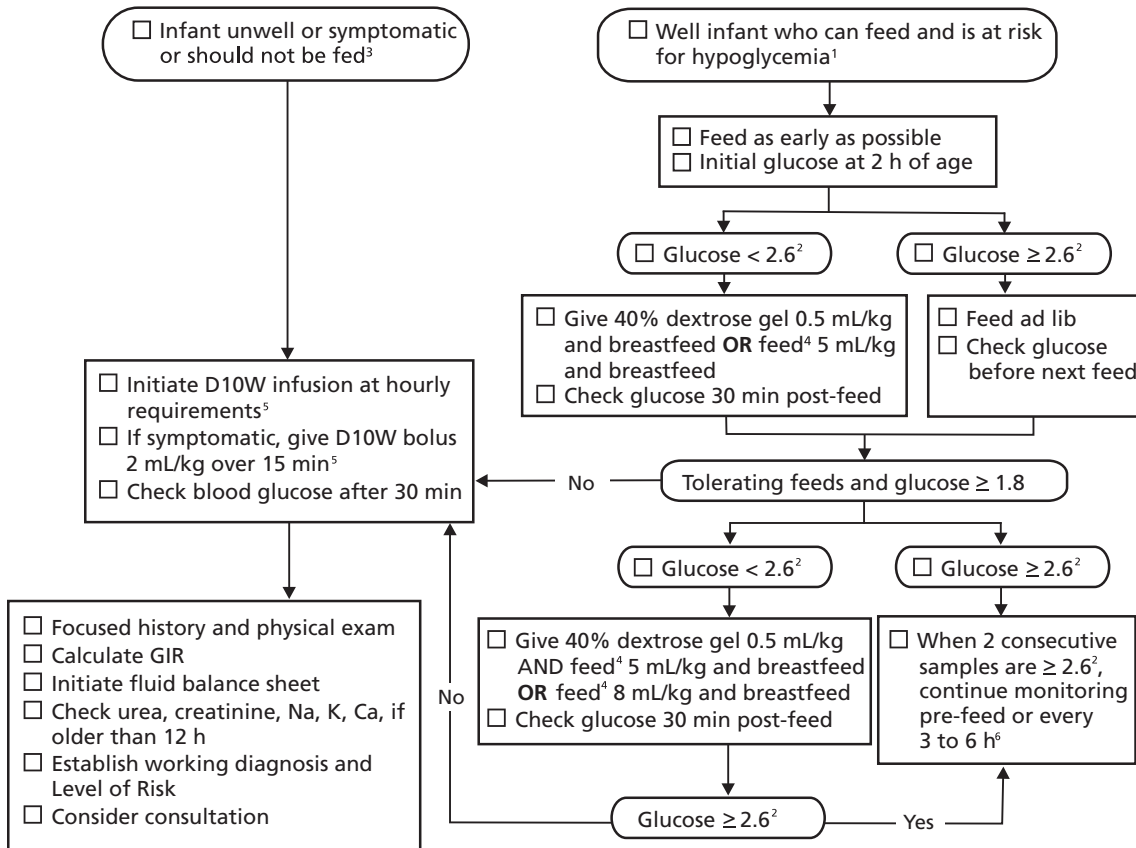 ☐ Infant unwell or symptomatic
or should not be fed³
☐ Well infant who can feed and is at risk
for hypoglycemia¹
☐ Feed as early as possible
☐ Initial glucose at 2 h of age
☐ Glucose < 2.6²
☐ Glucose ≥ 2.6²
☐ Give 40% dextrose gel 0.5 mL/kg
and breastfeed OR feed⁴ 5 mL/kg
and breastfeed
☐ Check glucose 30 min post-feed
☐ Feed ad lib
☐ Check glucose
before next feed
☐ Initiate D10W infusion at hourly
requirements⁵
☐ If symptomatic, give D10W bolus
2 mL/kg over 15 min⁵
☐ Check blood glucose after 30 min
No
Tolerating feeds and glucose ≥ 1.8
☐ Glucose < 2.6²
☐ Glucose ≥ 2.6²
☐ Focused history and physical exam
☐ Calculate GIR
☐ Initiate fluid balance sheet
☐ Check urea, creatinine, Na, K, Ca, if
older than 12 h
☐ Establish working diagnosis and
Level of Risk
☐ Consider consultation
No
☐ Give 40% dextrose gel 0.5 mL/kg
AND feed⁴ 5 mL/kg and breastfeed
OR feed⁴ 8 mL/kg and breastfeed
☐ Check glucose 30 min post-feed
☐ When 2 consecutive
samples are ≥ 2.6²,
continue monitoring
pre-feed or every
3 to 6 h⁶
Glucose ≥ 2.6²
Yes